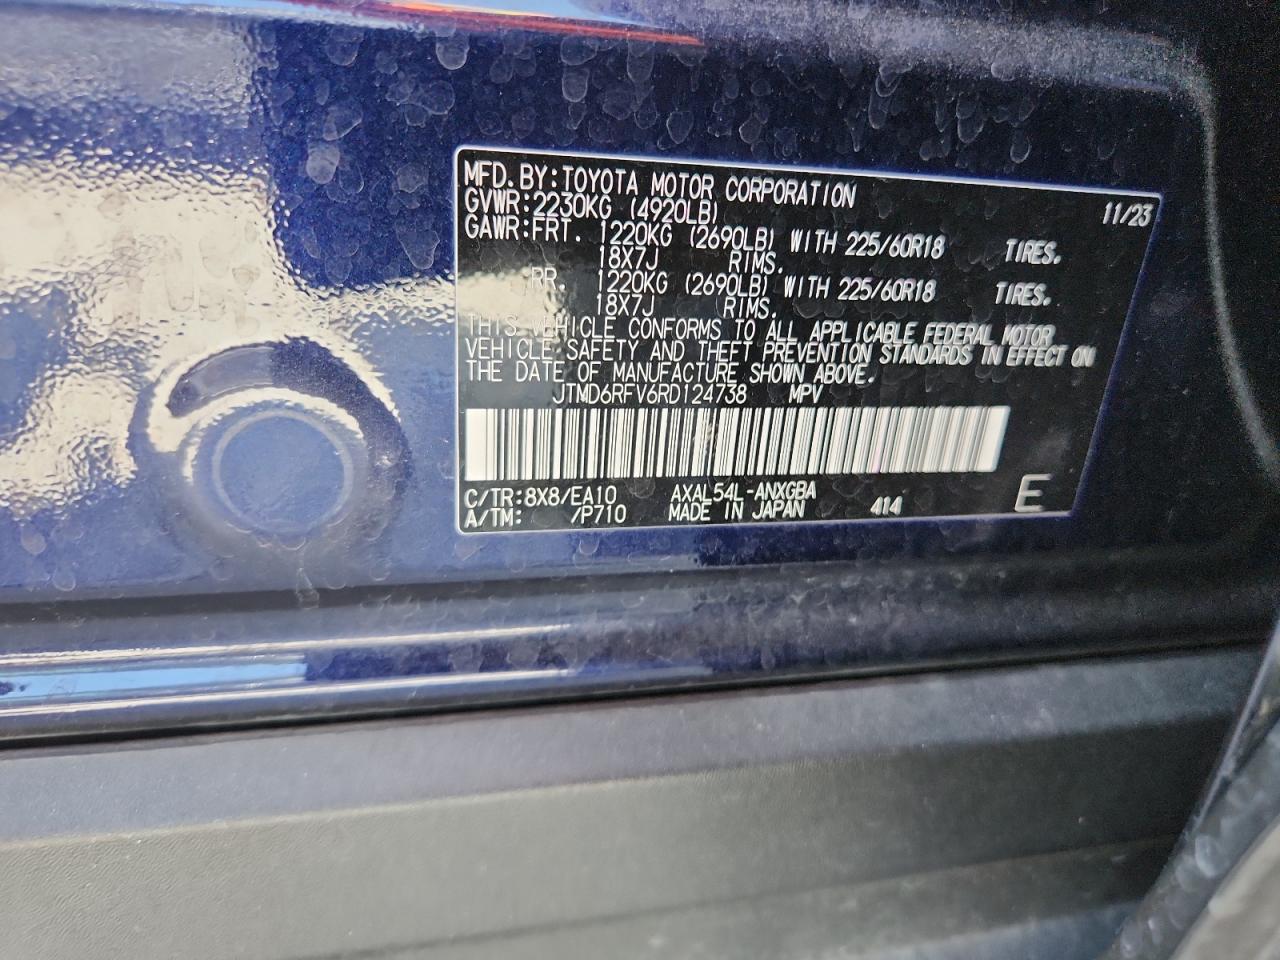 MFD. BY: TOYOTA MOTOR CORPORATION 11/23
GVWR: 2230KG (4920LB)
GAWR: FRT. 1220KG (2690LB) WITH 225/60R18 TIRES.
18X7J RIMS.
RR. 1220KG (2690LB) WITH 225/60R18 TIRES.
18X7J RIMS.
THIS VEHICLE CONFORMS TO ALL APPLICABLE FEDERAL MOTOR
VEHICLE SAFETY AND THEFT PREVENTION STANDARDS IN EFFECT ON
THE DATE OF MANUFACTURE SHOWN ABOVE.
JTMD6RFV6RD124738 MPV
C/TR: 8X8/EA10 AXAL54L-ANXGBA
A/TM: /P710 MADE IN JAPAN 414 E